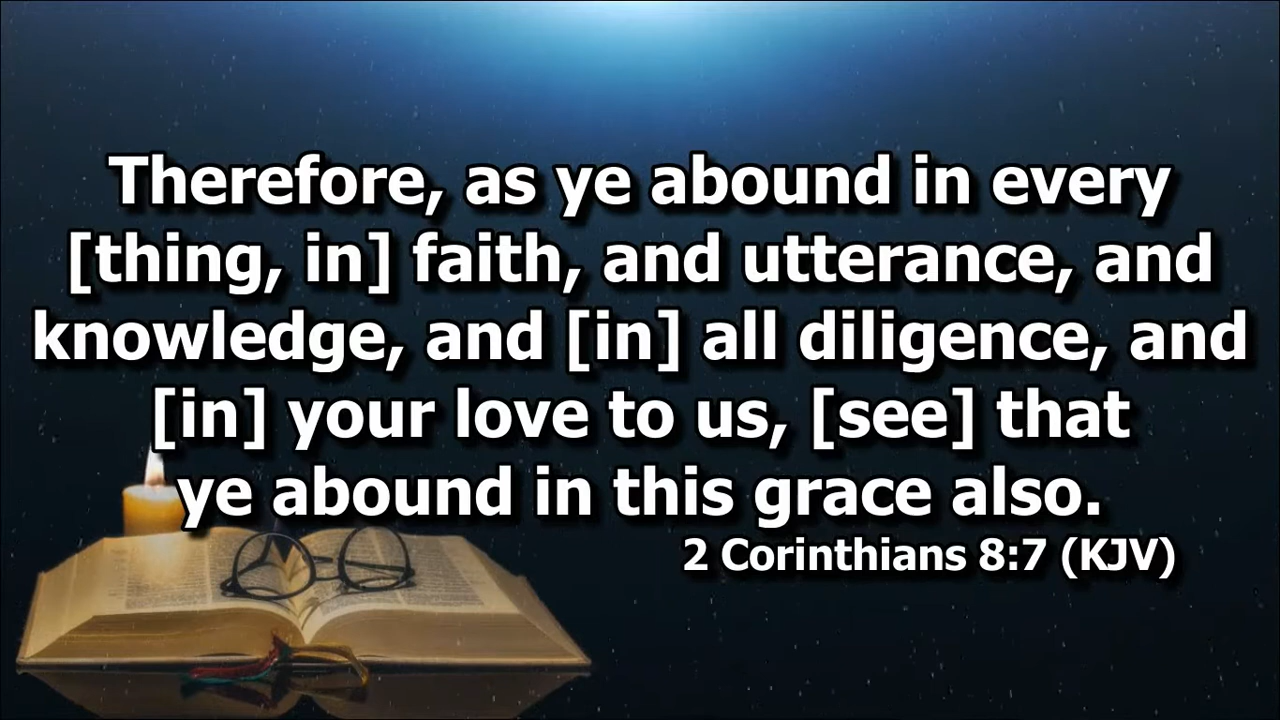 Therefore, as ye abound in every
[thing, in] faith, and utterance, and
knowledge, and [in] all diligence, and
[in] your love to us, [see] that
ye abound in this grace also.
2 Corinthians 8:7 (KJV)